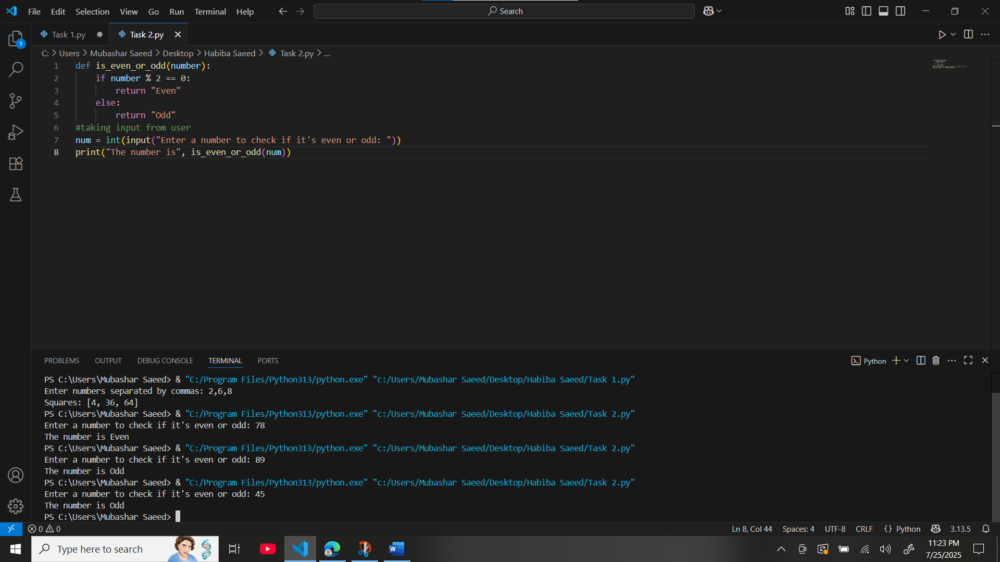 File Edit Selection View Go Run Terminal Help Search
Task 1.py Task 2.py
1
C: Users Mubashar Saeed Desktop Habiba Saeed Task 2.py ...
1 def is_even_or_odd(number):
2 if number % 2 == 0:
3 return "Even"
4 else:
5 return "Odd"
6 #taking input from user
7 num = int(input("Enter a number to check if it's even or odd: "))
8 print("The number is", is_even_or_odd(num))
PROBLEMS OUTPUT DEBUG CONSOLE TERMINAL PORTS Python
PS C:\Users\Mubashar Saeed> & "C:/Program Files/Python313/python.exe" "c:/Users/Mubashar Saeed/Desktop/Habiba Saeed/Task 1.py"
Enter numbers separated by commas: 2,6,8
Squares: [4, 36, 64]
PS C:\Users\Mubashar Saeed> & "C:/Program Files/Python313/python.exe" "c:/Users/Mubashar Saeed/Desktop/Habiba Saeed/Task 2.py"
Enter a number to check if it's even or odd: 78
The number is Even
PS C:\Users\Mubashar Saeed> & "C:/Program Files/Python313/python.exe" "c:/Users/Mubashar Saeed/Desktop/Habiba Saeed/Task 2.py"
Enter a number to check if it's even or odd: 89
The number is Odd
PS C:\Users\Mubashar Saeed> & "C:/Program Files/Python313/python.exe" "c:/Users/Mubashar Saeed/Desktop/Habiba Saeed/Task 2.py"
Enter a number to check if it's even or odd: 45
The number is Odd
PS C:\Users\Mubashar Saeed>
0 0 Ln 8, Col 44 Spaces: 4 UTF-8 CRLF {} Python 3.13.5
Type here to search
W
11:23 PM
7/25/2025